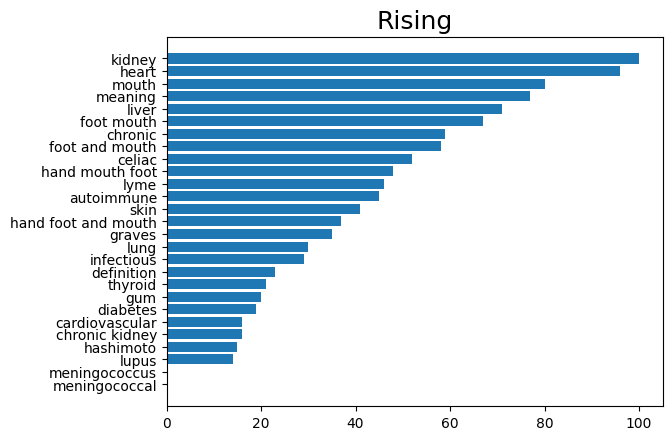 Rising
kidney
heart
mouth
meaning
liver
foot mouth
chronic
foot and mouth
celiac
hand mouth foot
lyme
autoimmune
skin
hand foot and mouth
graves
lung
infectious
definition
thyroid
gum
diabetes
cardiovascular
chronic kidney
hashimoto
lupus
meningococcus
meningococcal
0 20 40 60 80 100